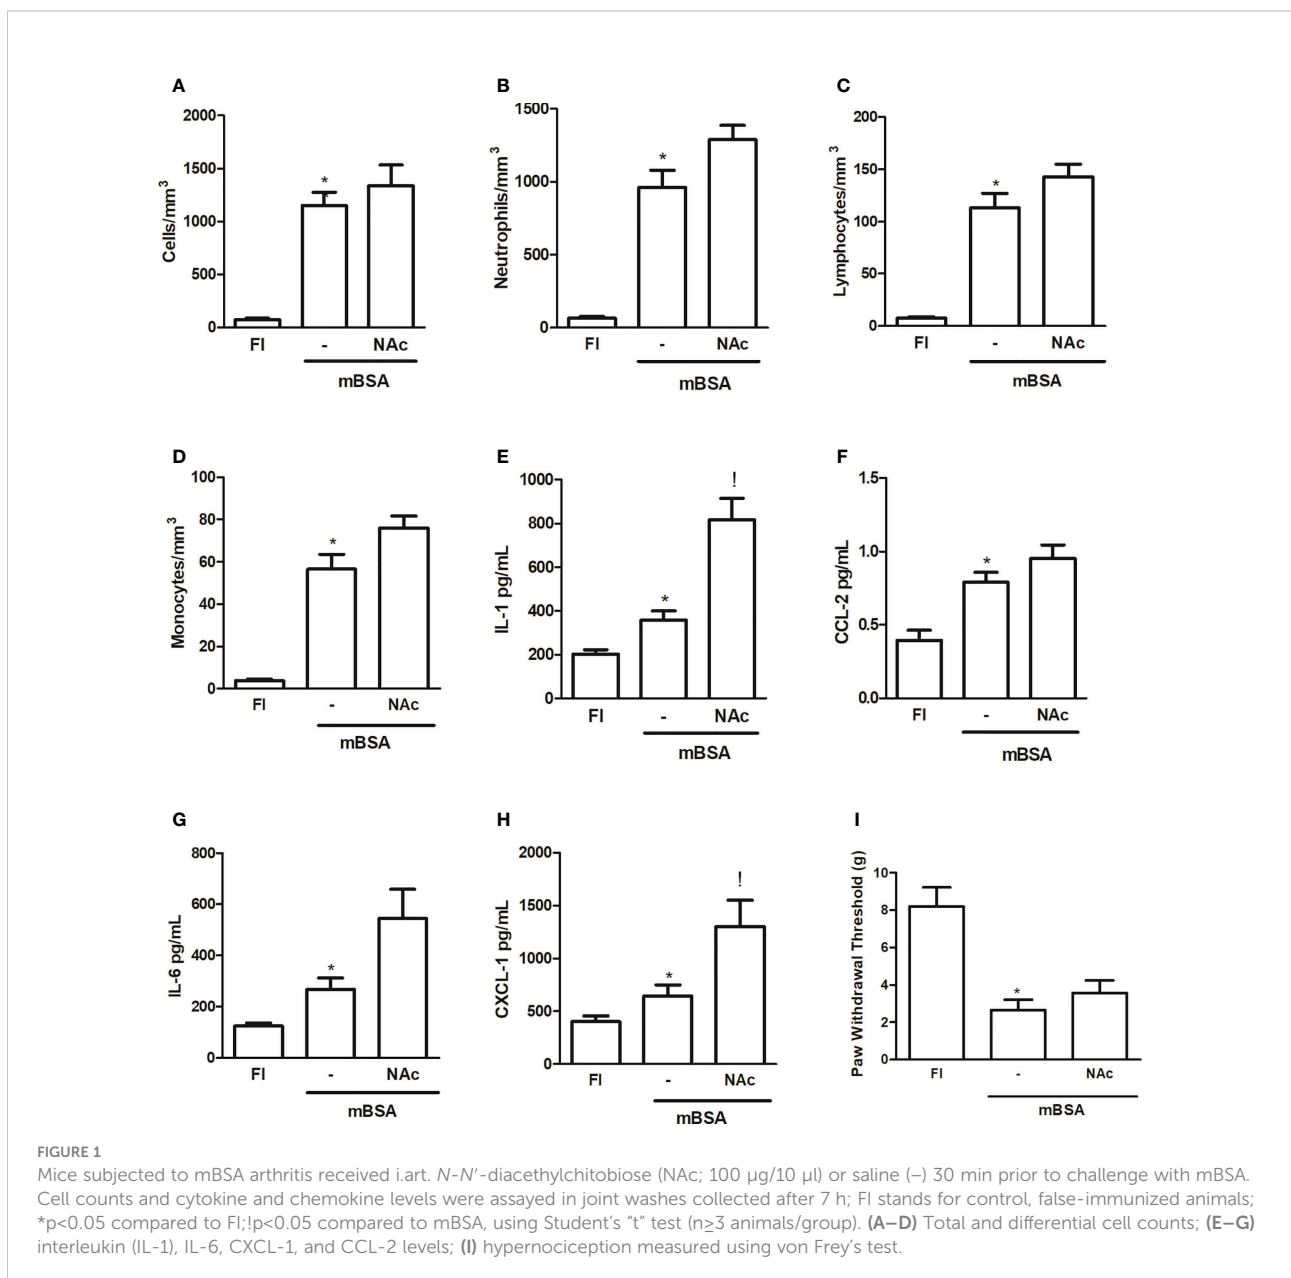 A
B
C
2000
1500
1000
500
0
Cells/mm3
*
FI
-
NAc
mBSA
1500
1000
500
0
Neutrophils/mm3
*
FI
-
NAc
mBSA
200
150
100
50
0
Lymphocytes/mm3
*
FI
-
NAc
mBSA
D
E
F
100
80
60
40
20
0
Monocytes/mm3
*
FI
-
NAc
mBSA
1000
800
600
400
200
0
IL-1 pg/mL
*
!
FI
-
NAc
mBSA
1.5
1.0
0.5
0.0
CCL-2 pg/mL
*
FI
-
NAc
mBSA
G
H
I
800
600
400
200
0
IL-6 pg/mL
*
FI
-
NAc
mBSA
2000
1500
1000
500
0
CXCL-1 pg/mL
*
!
FI
-
NAc
mBSA
10
8
6
4
2
0
Paw Withdrawal Threshold (g)
*
FI
-
NAc
mBSA
FIGURE 1
Mice subjected to mBSA arthritis received i.art. N-N′-diacethylchitobiose (NAc; 100 µg/10 µl) or saline (–) 30 min prior to challenge with mBSA.
Cell counts and cytokine and chemokine levels were assayed in joint washes collected after 7 h; FI stands for control, false-immunized animals;
*p<0.05 compared to FI;!p<0.05 compared to mBSA, using Student’s “t” test (n≥3 animals/group). (A–D) Total and differential cell counts; (E–G)
interleukin (IL-1), IL-6, CXCL-1, and CCL-2 levels; (I) hypernociception measured using von Frey’s test.